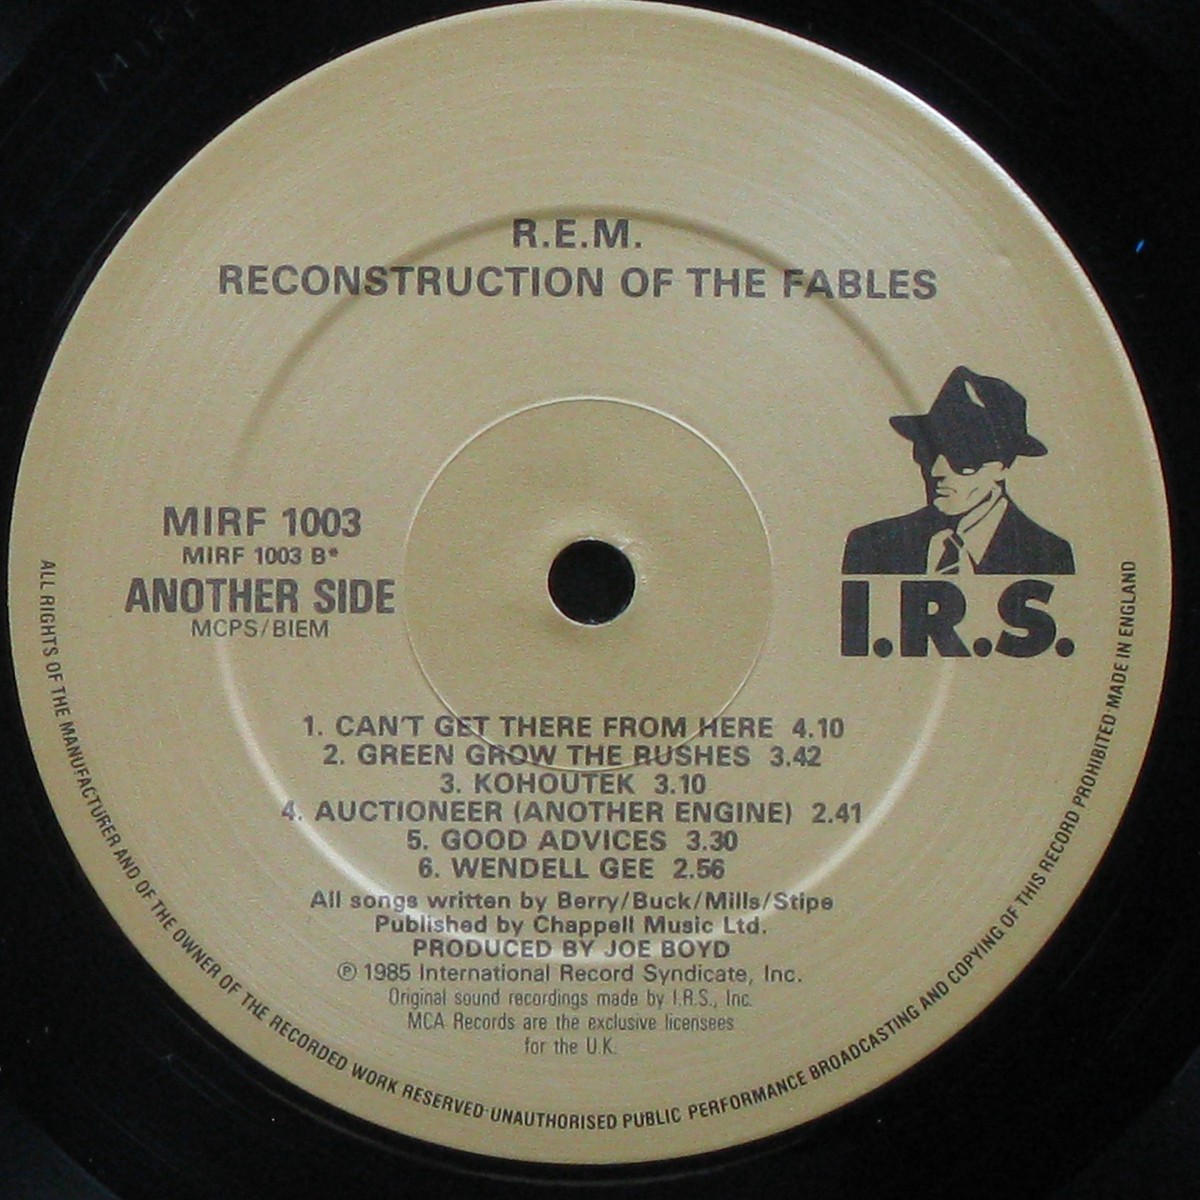 R.E.M.
RECONSTRUCTION OF THE FABLES
MIRF 1003
MIRF 1003 B*
ANOTHER SIDE
MCPS/BIEM
I.R.S.
1. CAN'T GET THERE FROM HERE 4.10
2. GREEN GROW THE RUSHES 3.42
3. KOHOUTEK 3.10
4. AUCTIONEER (ANOTHER ENGINE) 2.41
5. GOOD ADVICES 3.30
6. WENDELL GEE 2.56
All songs written by Berry/Buck/Mills/Stipe
Published by Chappell Music Ltd.
PRODUCED BY JOE BOYD
℗ 1985 International Record Syndicate, Inc.
Original sound recordings made by I.R.S., Inc.
MCA Records are the exclusive licensees
for the U.K.
ALL RIGHTS OF THE MANUFACTURER AND OF THE OWNER OF THE RECORDED WORK RESERVED·UNAUTHORISED PUBLIC PERFORMANCE BROADCASTING AND COPYING OF THIS RECORD PROHIBITED MADE IN ENGLAND